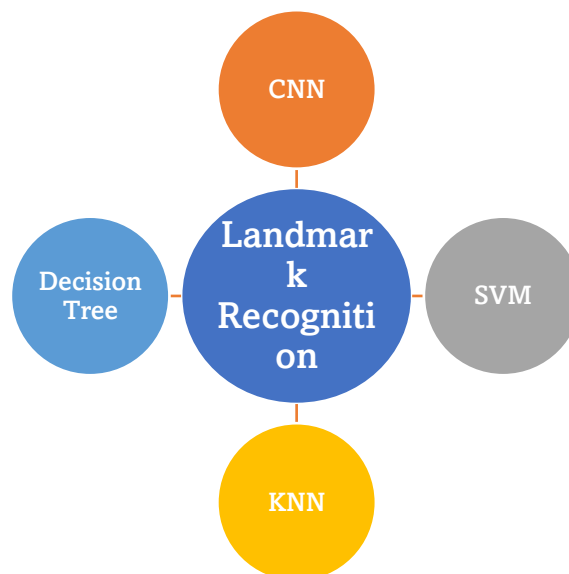 CNN
Landmar
k
Recogniti
on
Decision
Tree
SVM
KNN